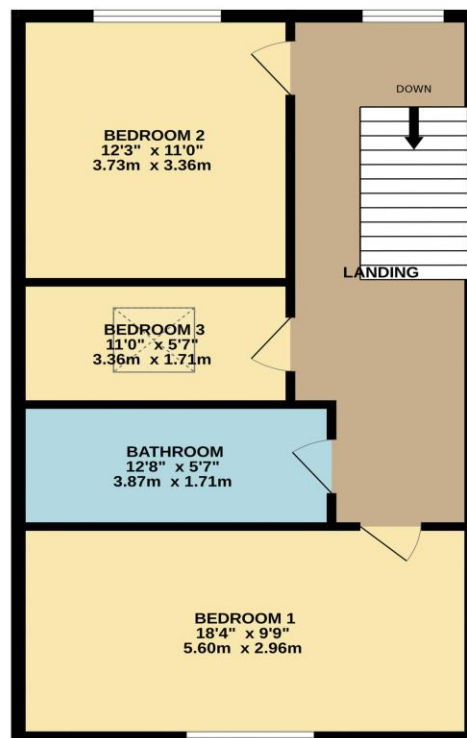 DOWN
BEDROOM 2
12'3" x 11'0"
3.73m x 3.36m
LANDING
BEDROOM 3
11'0" x 5'7"
3.36m x 1.71m
BATHROOM
12'8" x 5'7"
3.87m x 1.71m
BEDROOM 1
18'4" x 9'9"
5.60m x 2.96m